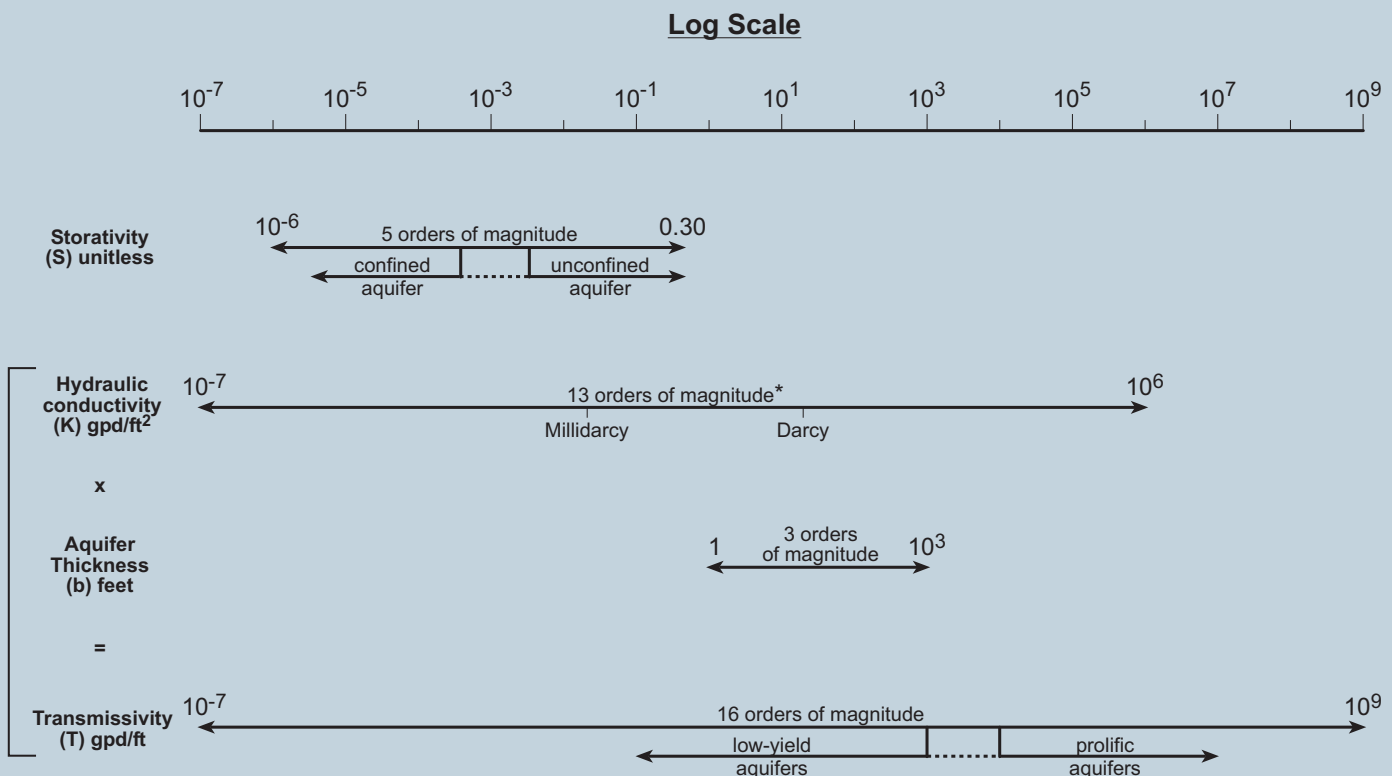 Log Scale
10-7 10-5 10-3 10-1 101 103 105 107 109
Storativity
(S) unitless
10-6 5 orders of magnitude 0.30
confined unconfined
aquifer aquifer
Hydraulic
conductivity
(K) gpd/ft2
10-7 13 orders of magnitude* 106
Millidarcy Darcy
x
Aquifer
Thickness
(b) feet
1 3 orders
of magnitude 103
=
Transmissivity
(T) gpd/ft
10-7 16 orders of magnitude 109
low-yield prolific
aquifers aquifers